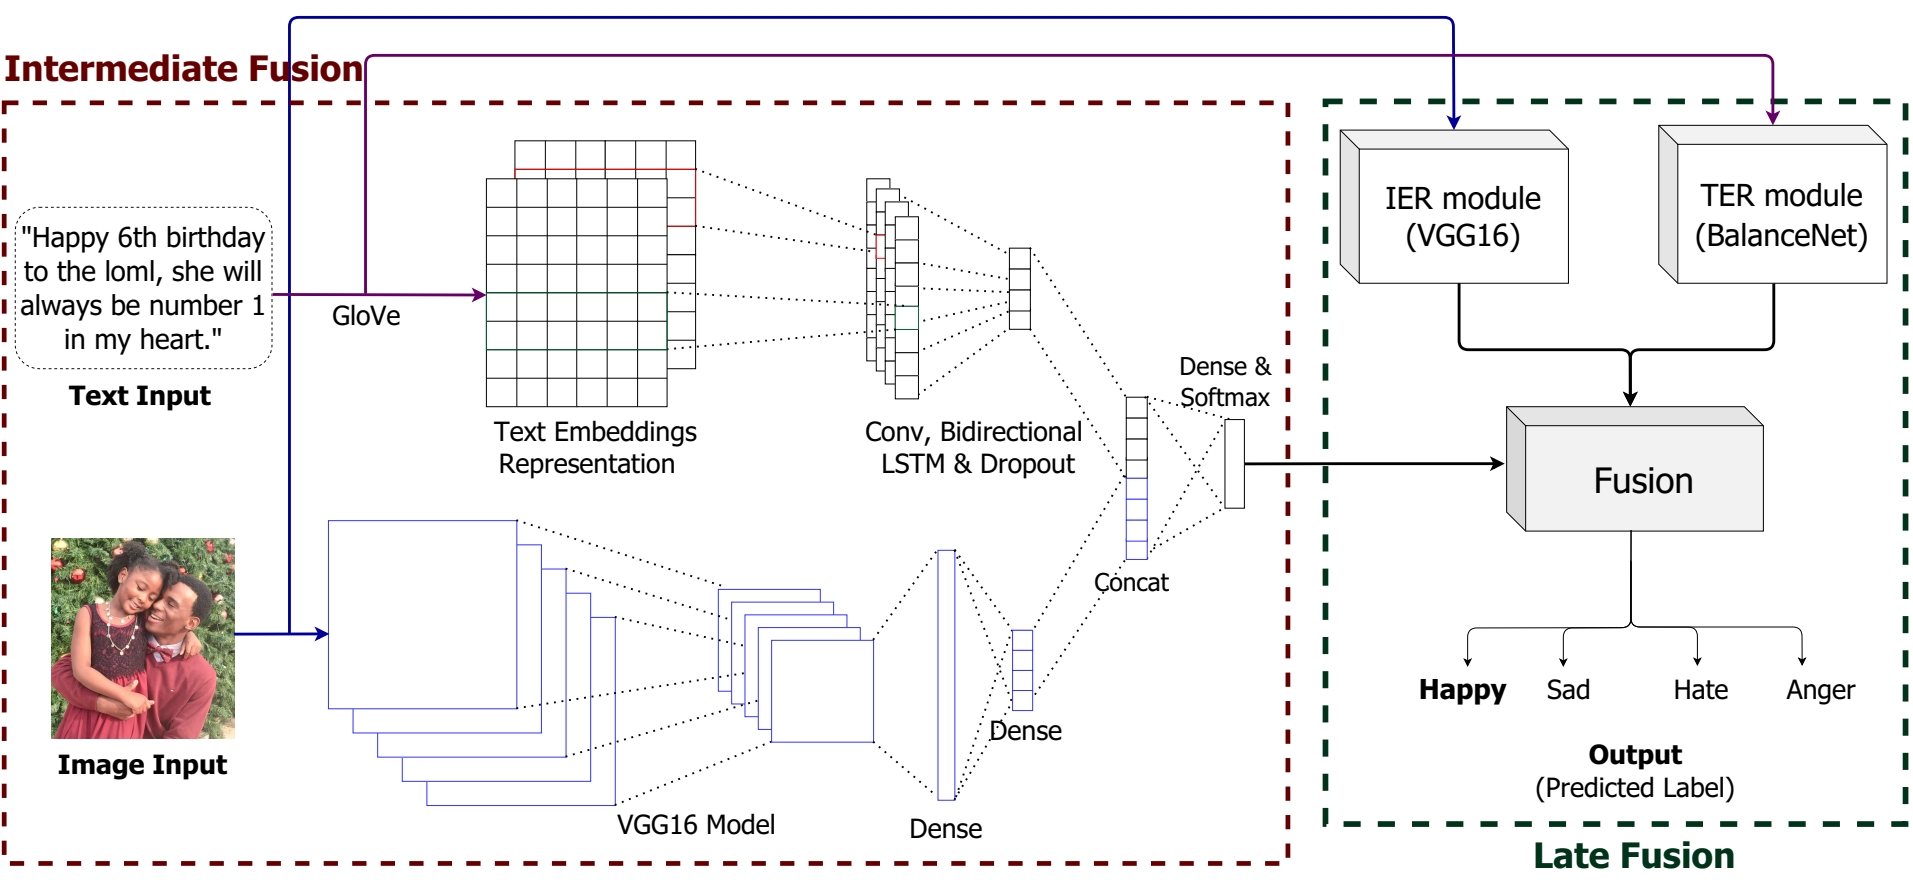 Intermediate Fusion
"Happy 6th birthday
to the loml, she will
always be number 1
in my heart."
Text Input
GloVe
Text Embeddings
Representation
Conv, Bidirectional
LSTM & Dropout
Dense &
Softmax
Concat
Image Input
VGG16 Model
Dense
Dense
IER module
(VGG16)
TER module
(BalanceNet)
Fusion
Happy Sad Hate Anger
Output
(Predicted Label)
Late Fusion